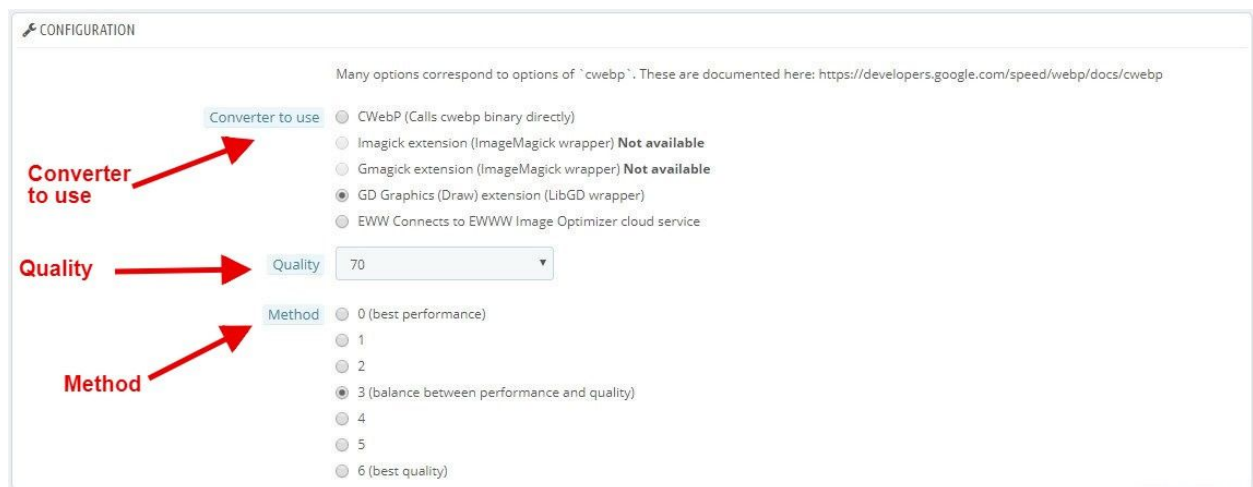 CONFIGURATION
Many options correspond to options of `cwebp`. These are documented here: https://developers.google.com/speed/webp/docs/cwebp
Converter to use
CWebP (Calls cwebp binary directly)
Imagick extension (ImageMagick wrapper) Not available
Gmagick extension (ImageMagick wrapper) Not available
GD Graphics (Draw) extension (LibGD wrapper)
EWW Connects to EWWW Image Optimizer cloud service
Converter
to use
Quality
Quality
70
Method
0 (best performance)
1
2
3 (balance between performance and quality)
4
5
6 (best quality)
Method